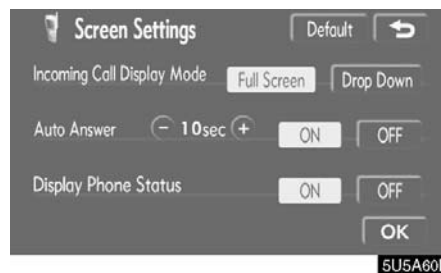 Screen Settings Default
Incoming Call Display Mode Full Screen Drop Down
Auto Answer − 10sec + ON OFF
Display Phone Status ON OFF
OK
5U5A60